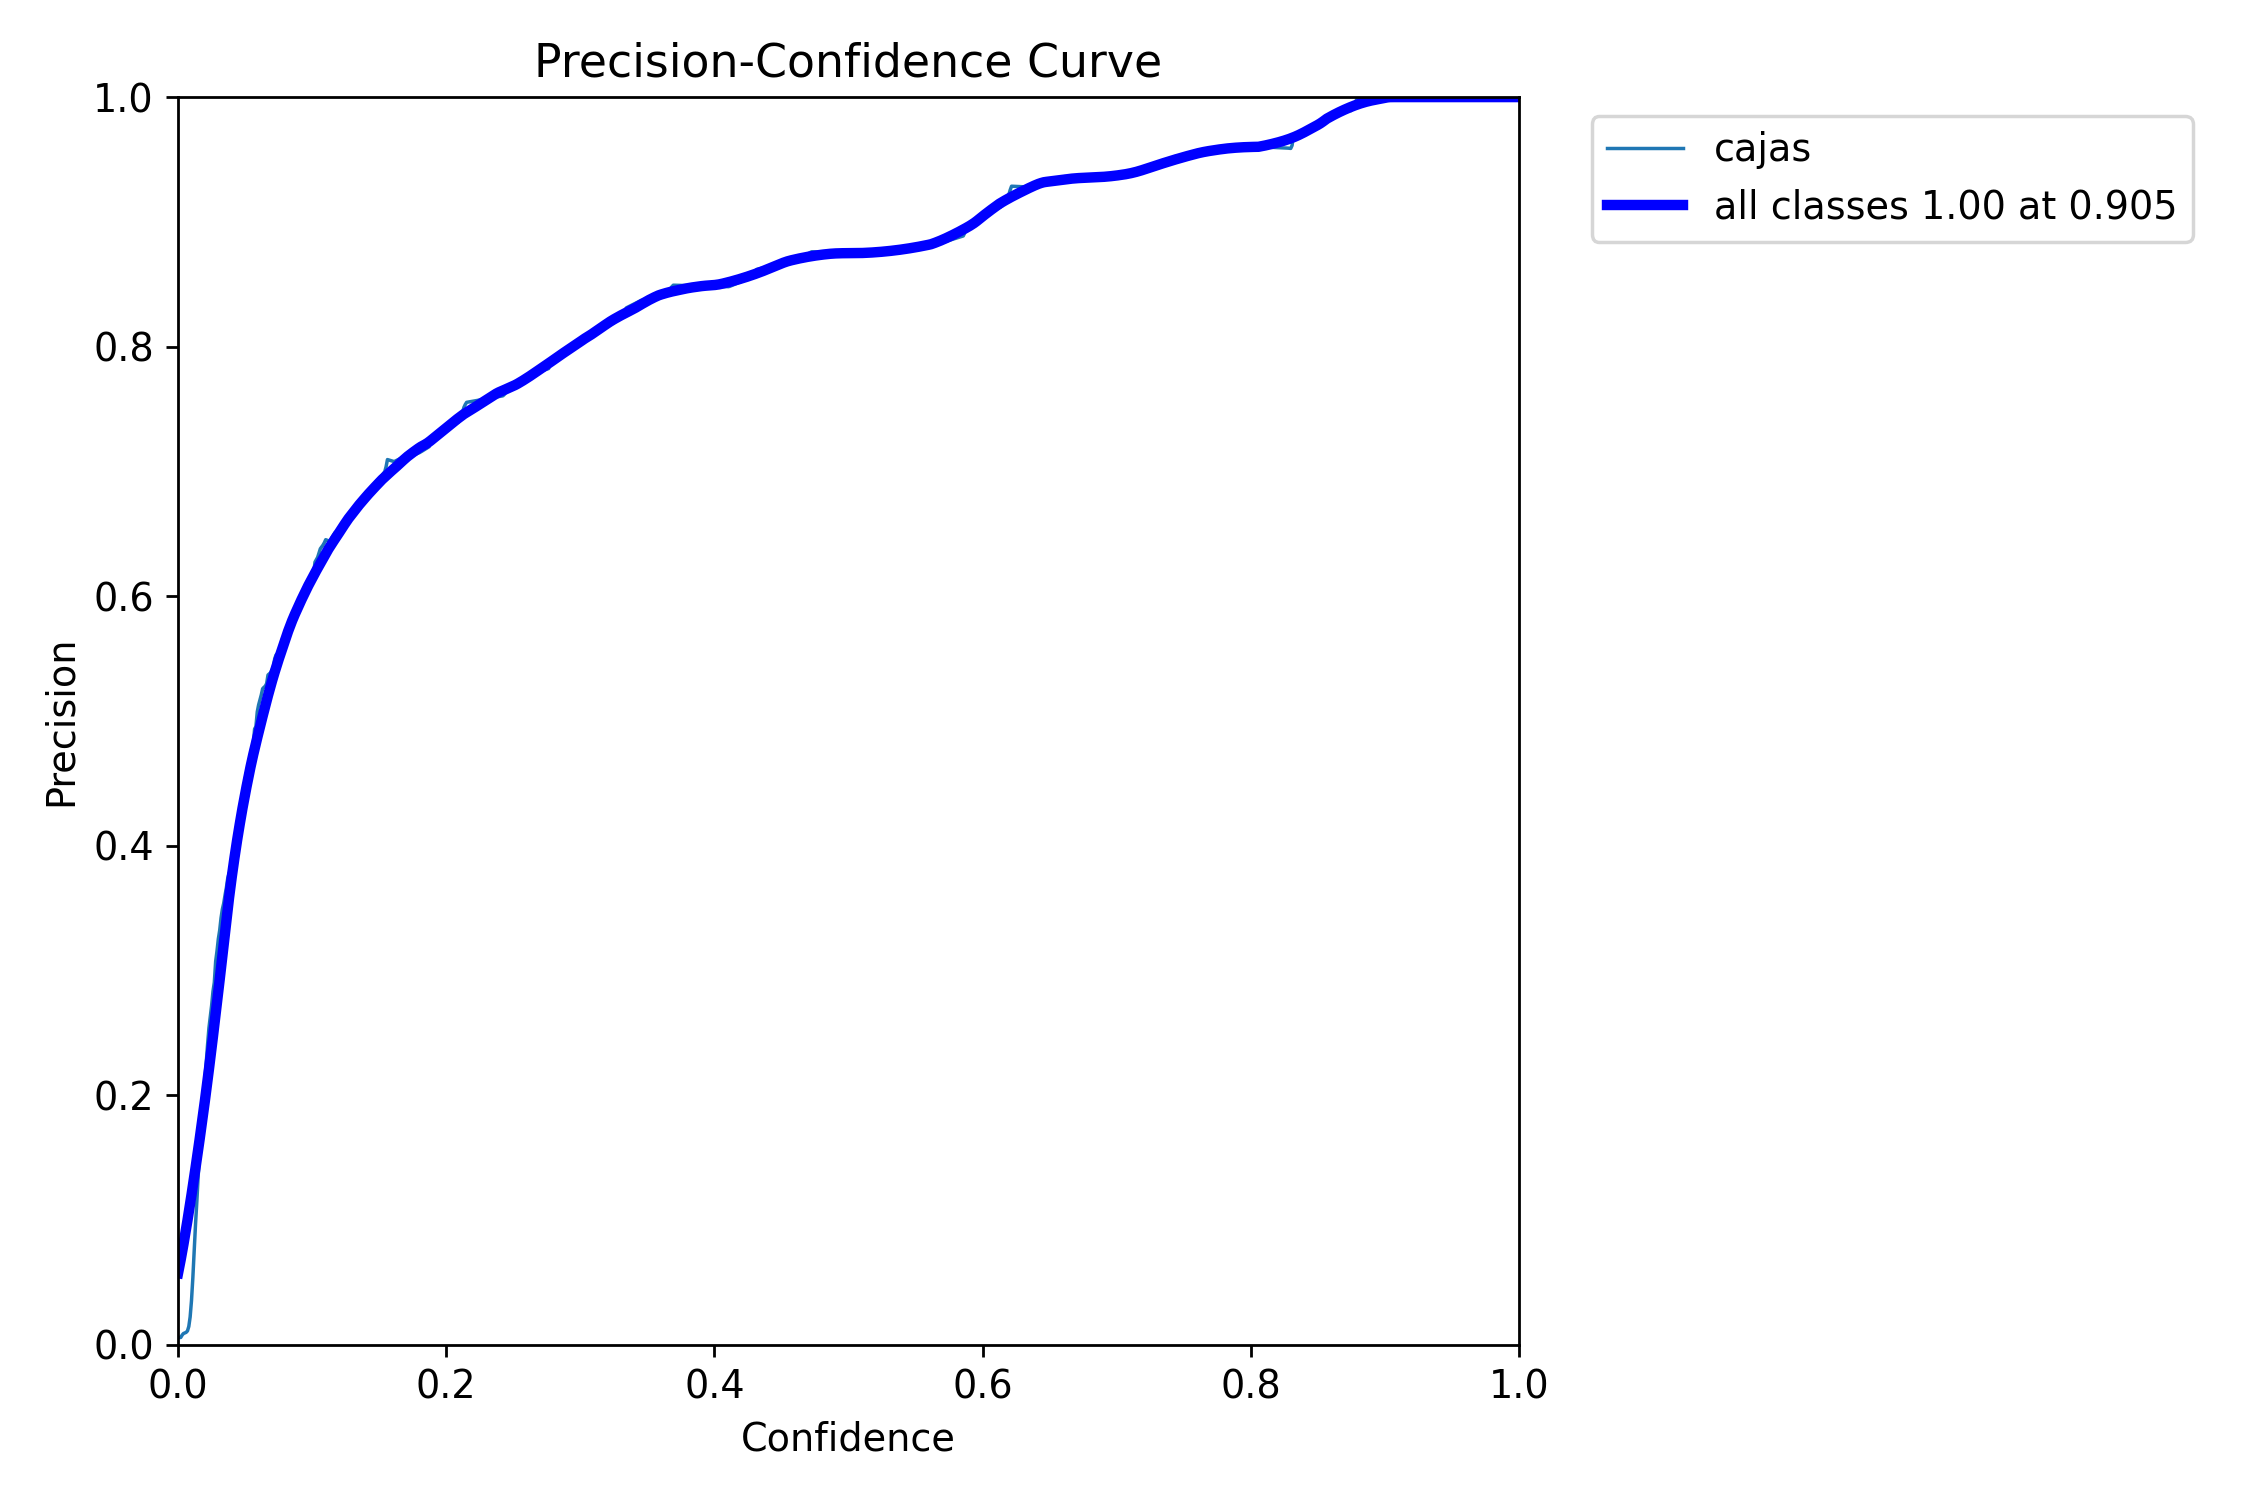 Precision-Confidence Curve
cajas
all classes 1.00 at 0.905
Precision
1.0
0.8
0.6
0.4
0.2
0.0
0.0 0.2 0.4 0.6 0.8 1.0
Confidence